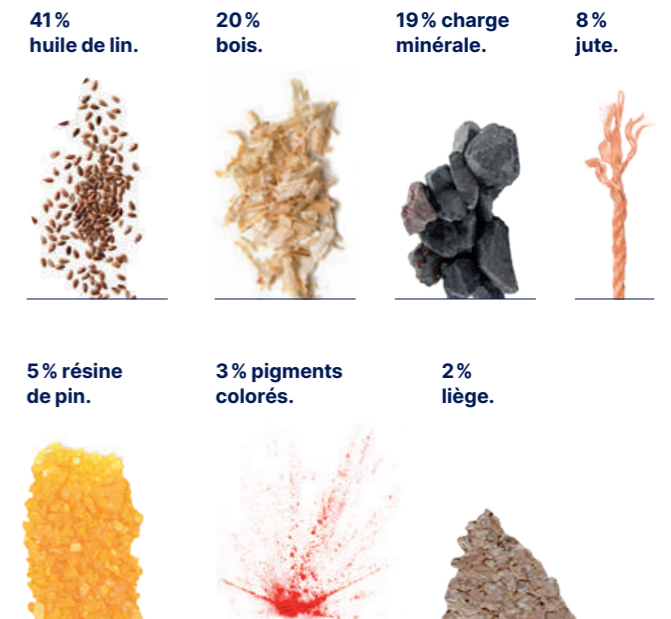 41 %
huile de lin.
20 %
bois.
19 % charge
minérale.
8 %
jute.
5 % résine
de pin.
3 % pigments
colorés.
2 %
liège.